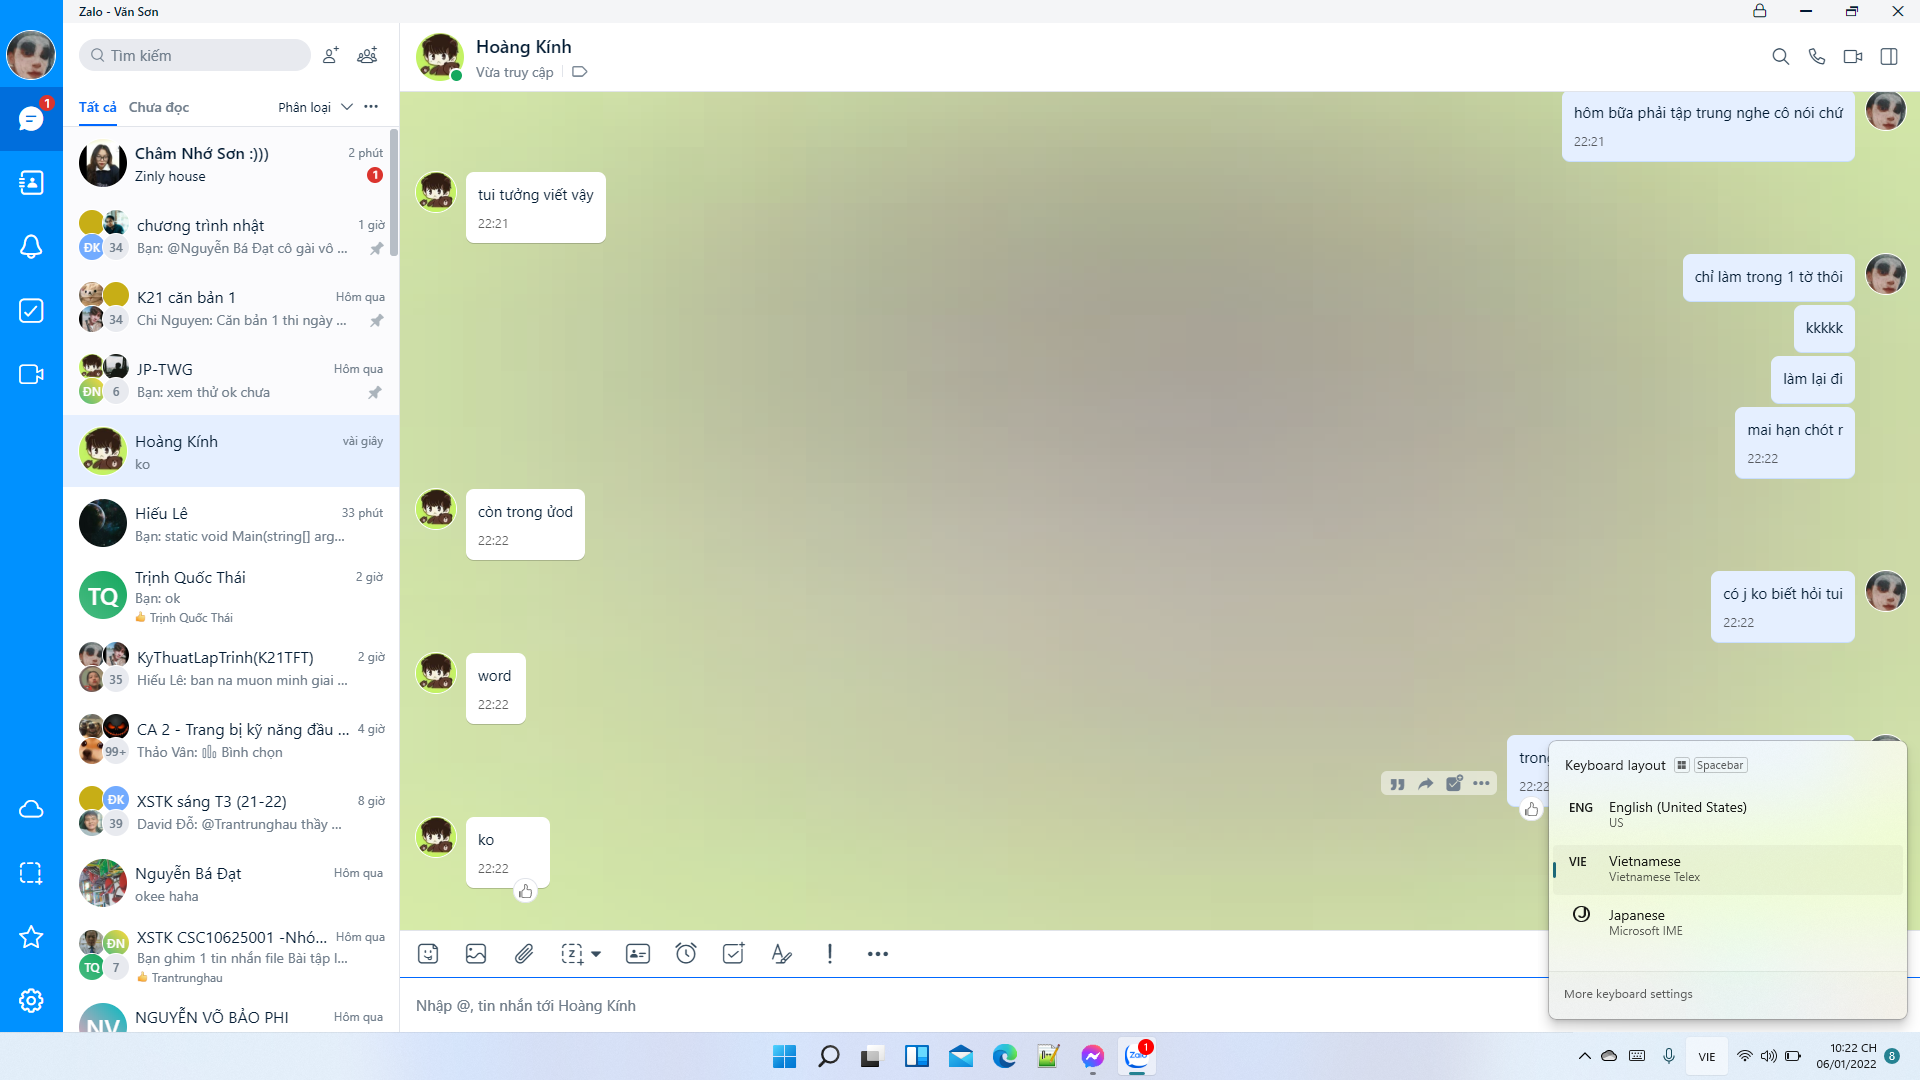 Zalo - Văn Sơn
Tìm kiếm
Tất cả
Chưa đọc
Phân loại
1
Châm Nhớ Sơn :)))
2 phút
Zinly house
1
chương trình nhật
1 giờ
ĐK
34
Bạn: @Nguyễn Bá Đạt cô gài vô ...
K21 căn bản 1
Hôm qua
34
Chi Nguyen: Căn bản 1 thi ngày ...
JP-TWG
Hôm qua
ĐN
6
Bạn: xem thử ok chưa
Hoàng Kính
vài giây
ko
Hiếu Lê
33 phút
Bạn: static void Main(string[] arg...
TQ
Trịnh Quốc Thái
2 giờ
Bạn: ok
Trịnh Quốc Thái
KyThuatLapTrinh(K21TFT)
2 giờ
35
Hiếu Lê: ban na muon minh giai ...
CA 2 - Trang bị kỹ năng đầu ...
4 giờ
99+
Thảo Vân: Bình chọn
XSTK sáng T3 (21-22)
8 giờ
ĐK
39
David Đỗ: @Trantrunghau thầy ...
Nguyễn Bá Đạt
Hôm qua
okee haha
XSTK CSC10625001 -Nhó...
Hôm qua
ĐN
TQ
7
Bạn ghim 1 tin nhắn file Bài tập l...
Trantrunghau
NV
NGUYỄN VÕ BẢO PHI
Hôm qua
Hoàng Kính
Vừa truy cập
hôm bữa phải tập trung nghe cô nói chứ
22:21
tui tưởng viết vậy
22:21
chỉ làm trong 1 tờ thôi
kkkkk
làm lại đi
mai hạn chót r
22:22
còn trong ửod
22:22
có j ko biết hỏi tui
22:22
word
22:22
22:22
ko
22:22
Nhập @, tin nhắn tới Hoàng Kính
Keyboard layout
Spacebar
ENG
English (United States)
US
VIE
Vietnamese
Vietnamese Telex
Japanese
Microsoft IME
More keyboard settings
Zalo
1
VIE
10:22 CH
06/01/2022
8